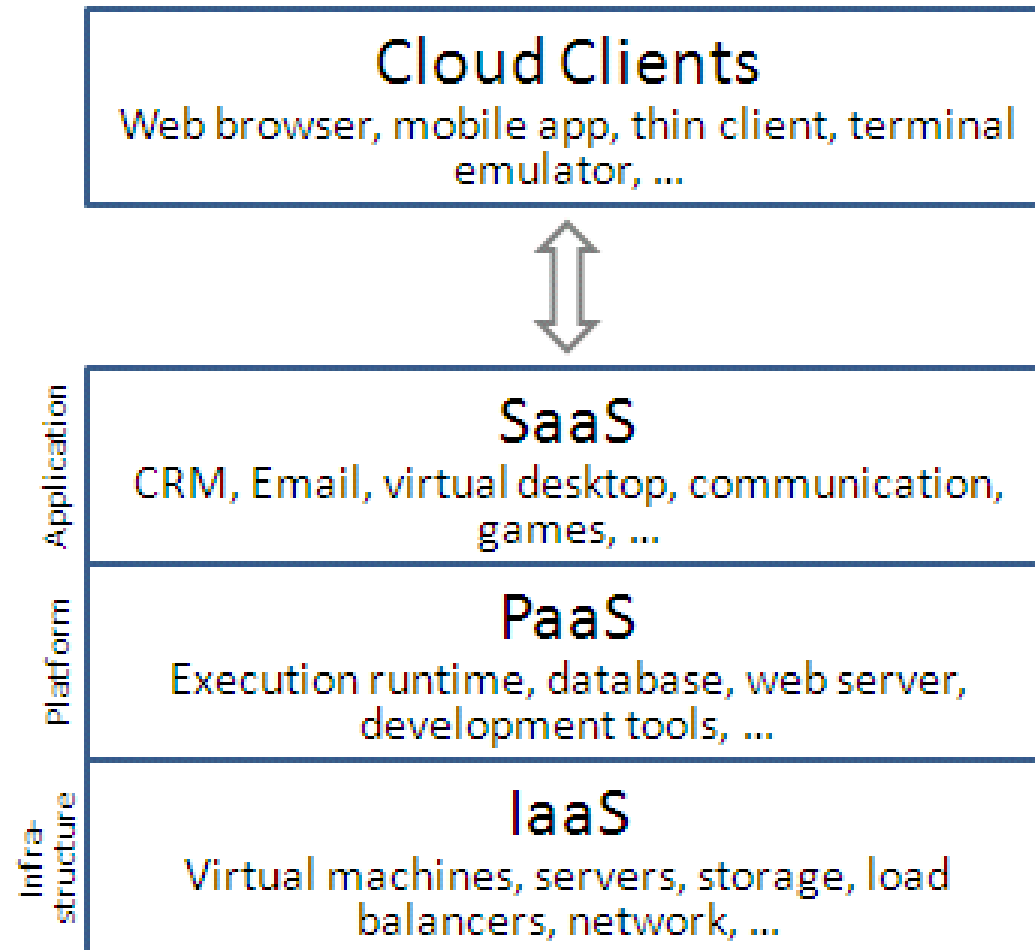 Cloud Clients
Web browser, mobile app, thin client, terminal
emulator, ...
Application
SaaS
CRM, Email, virtual desktop, communication,
games, ...
Platform
PaaS
Execution runtime, database, web server,
development tools, ...
Infra-
structure
IaaS
Virtual machines, servers, storage, load
balancers, network, ...